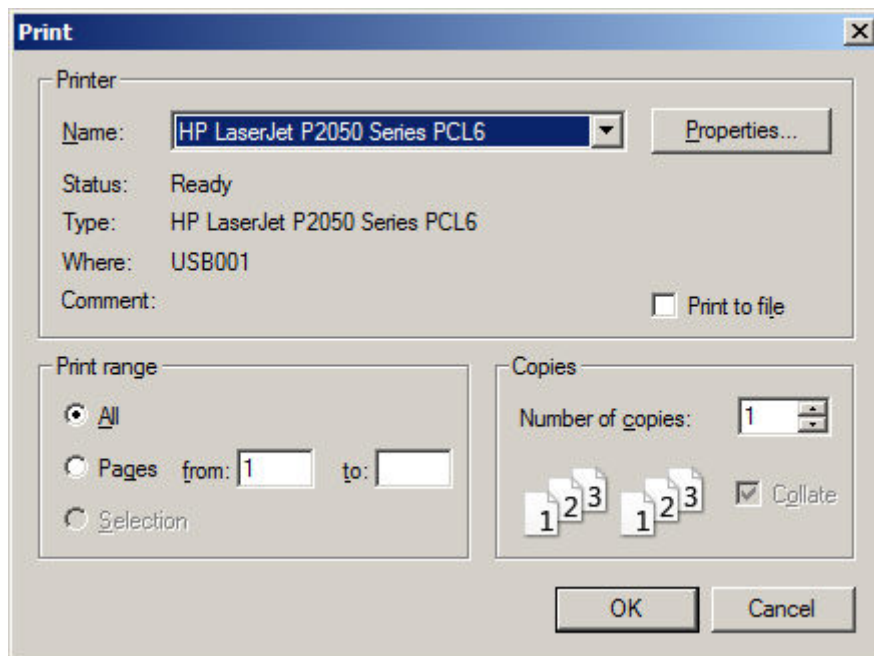 Print
Printer
Name: HP LaserJet P2050 Series PCL6 Properties...
Status: Ready
Type: HP LaserJet P2050 Series PCL6
Where: USB001
Comment: Print to file
Print range
All
Pages from: 1 to:
Selection
Copies
Number of copies: 1
1 2 3 1 2 3 Collate
OK Cancel